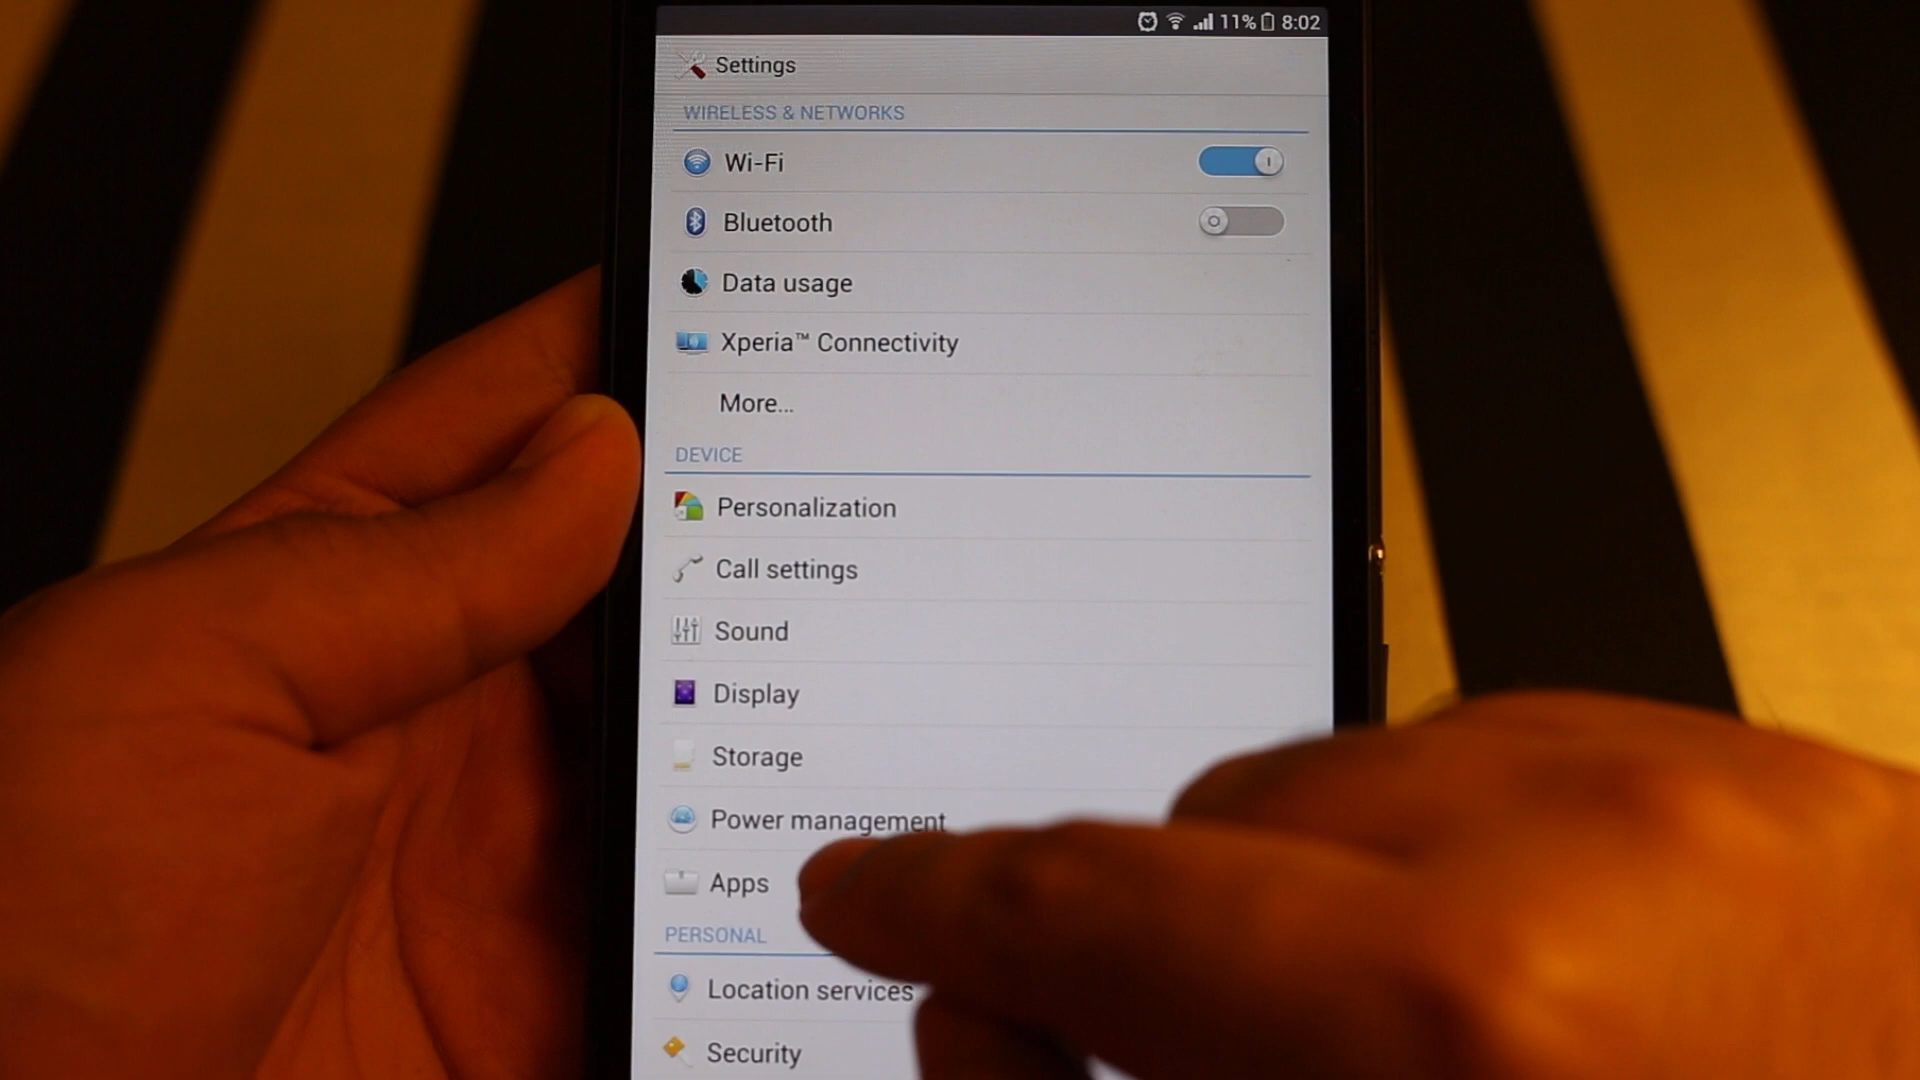 11% 8:02
Settings
WIRELESS & NETWORKS
Wi-Fi
Bluetooth
Data usage
Xperia™ Connectivity
More...
DEVICE
Personalization
Call settings
Sound
Display
Storage
Power management
Apps
PERSONAL
Location services
Security